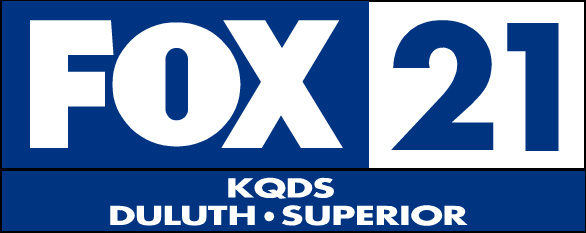 FOX 21
KQDS
DULUTH • SUPERIOR